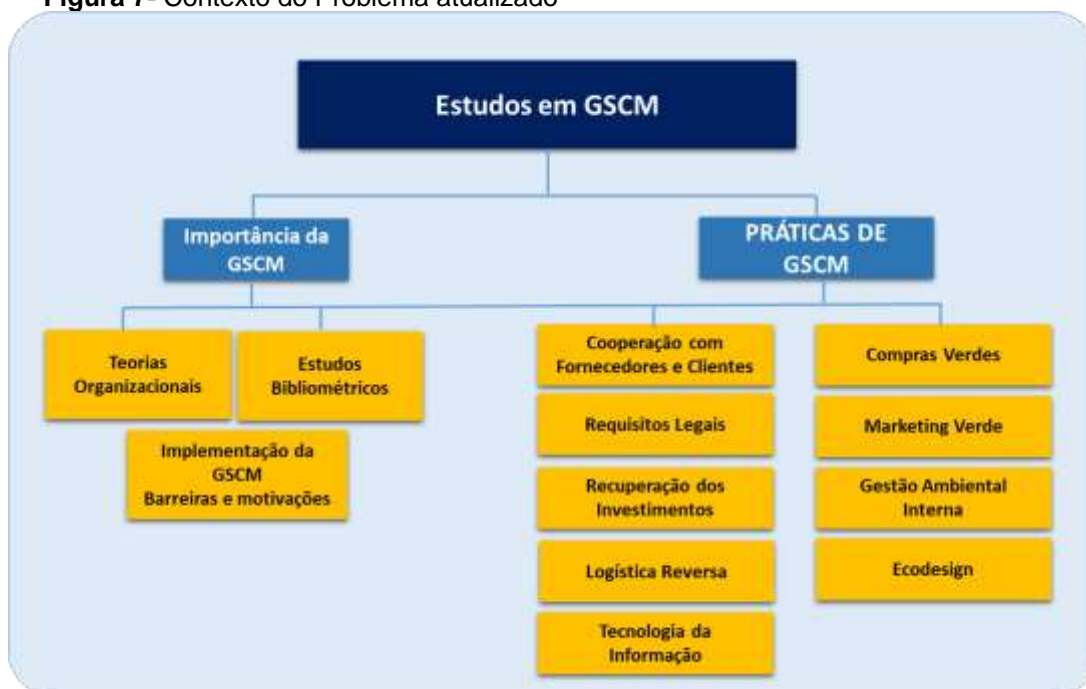 Figura 7- Contexto do Problema atualizado
Estudos em GSCM
Importância da
GSCM
PRÁTICAS DE
GSCM
Teorias
Organizacionais
Estudos
Bibliométricos
Implementação da
GSCM
Barreiras e motivações
Cooperação com
Fornecedores e Clientes
Requisitos Legais
Recuperação dos
Investimentos
Logística Reversa
Tecnologia da
Informação
Compras Verdes
Marketing Verde
Gestão Ambiental
Interna
Ecodesign